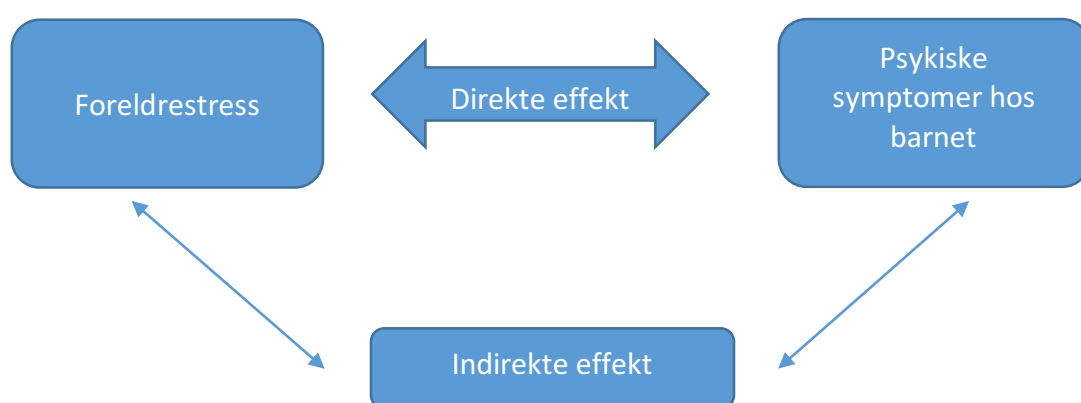 Foreldrestress
Direkte effekt
Psykiske
symptomer hos
barnet
Indirekte effekt